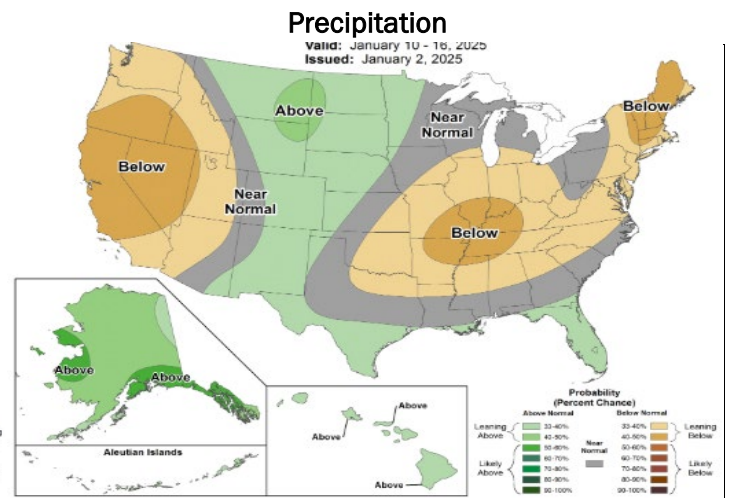 Precipitation
Valid: January 10 - 16, 2025
Issued: January 2, 2025
Below
Above
Near
Normal
Below
Near
Normal
Below
Above
Above
Above
Above
Above
Aleutian Islands
Probability
(Percent Chance)
Above Normal Below Normal
Leaning
Above
33-40% 33-40%
40-50% 40-50%
Leaning
Below
Near
Normal
Likely
Above
50-60% 50-60%
60-70% 60-70%
70-80% 70-80%
80-90% 80-90%
90-100% 90-100%
Likely
Below